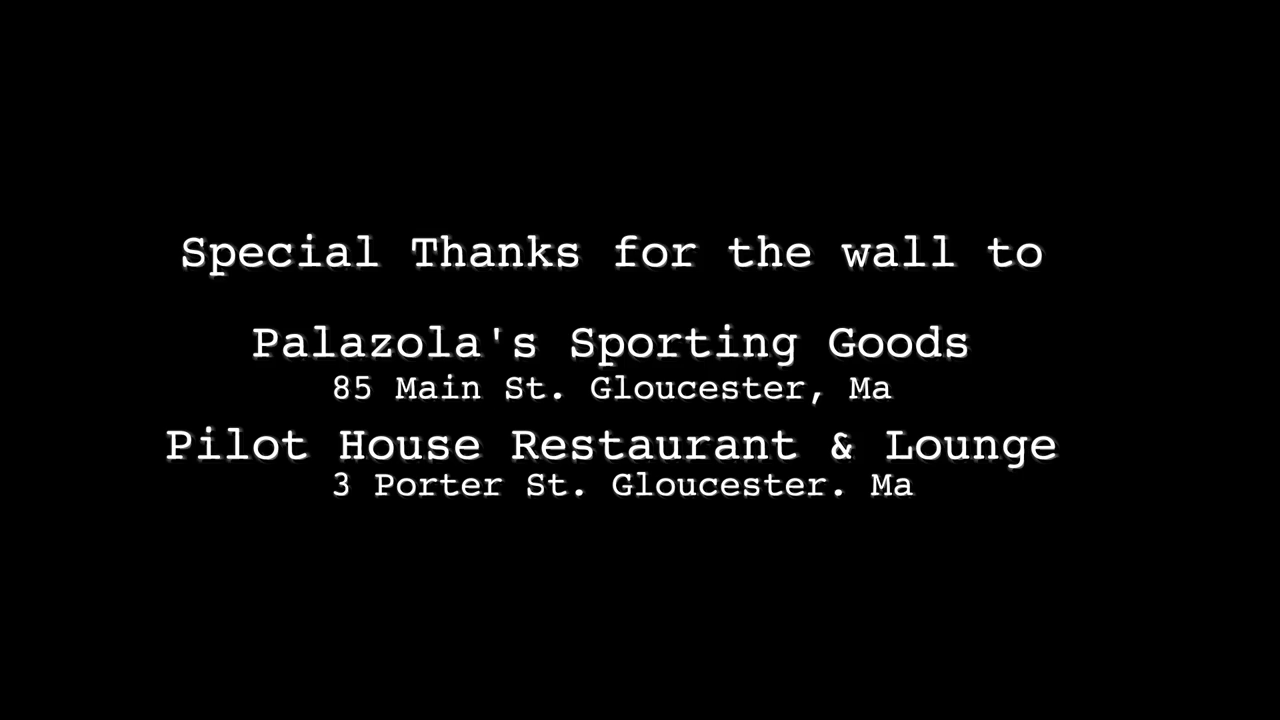 Special Thanks for the wall to
Palazola's Sporting Goods
85 Main St. Gloucester, Ma
Pilot House Restaurant & Lounge
3 Porter St. Gloucester. Ma